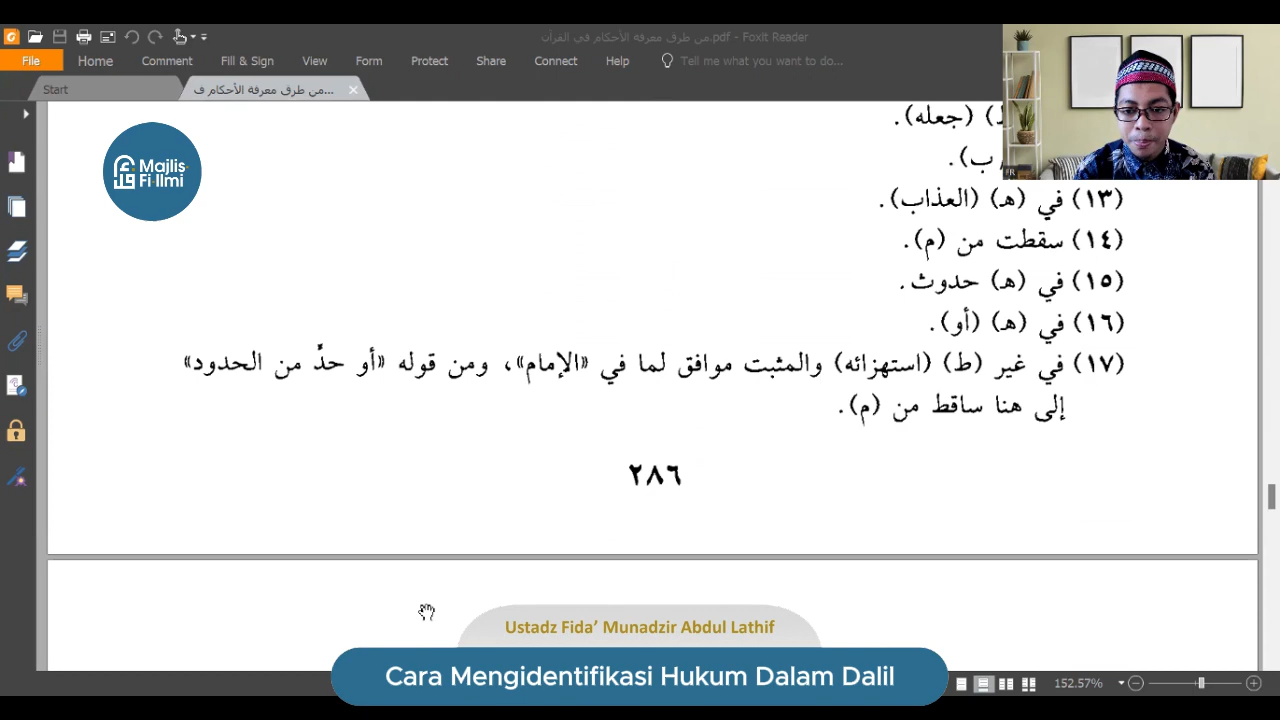 من طرق معرفة الأحكام في القرآن.pdf - Foxit Reader
File Home Comment Fill & Sign View Form Protect Share Connect Help Tell me what you want to do...
Start
من طرق معرفة الأحكام ف...
Majlis
Fi-Ilmi
(جعله).
ب).
(١٣) في (هـ) (العذاب).
(١٤) سقطت من (م).
(١٥) في (هـ) حدوث.
(١٦) في (هـ) (أو).
(١٧) في غير (ط) (استهزائه) والمثبت موافق لما في «الإمام»، ومن قوله «أو حدٍّ من الحدود»
إلى هنا ساقط من (م).
٢٨٦
Ustadz Fida’ Munadzir Abdul Lathif
Cara Mengidentifikasi Hukum Dalam Dalil
152.57%